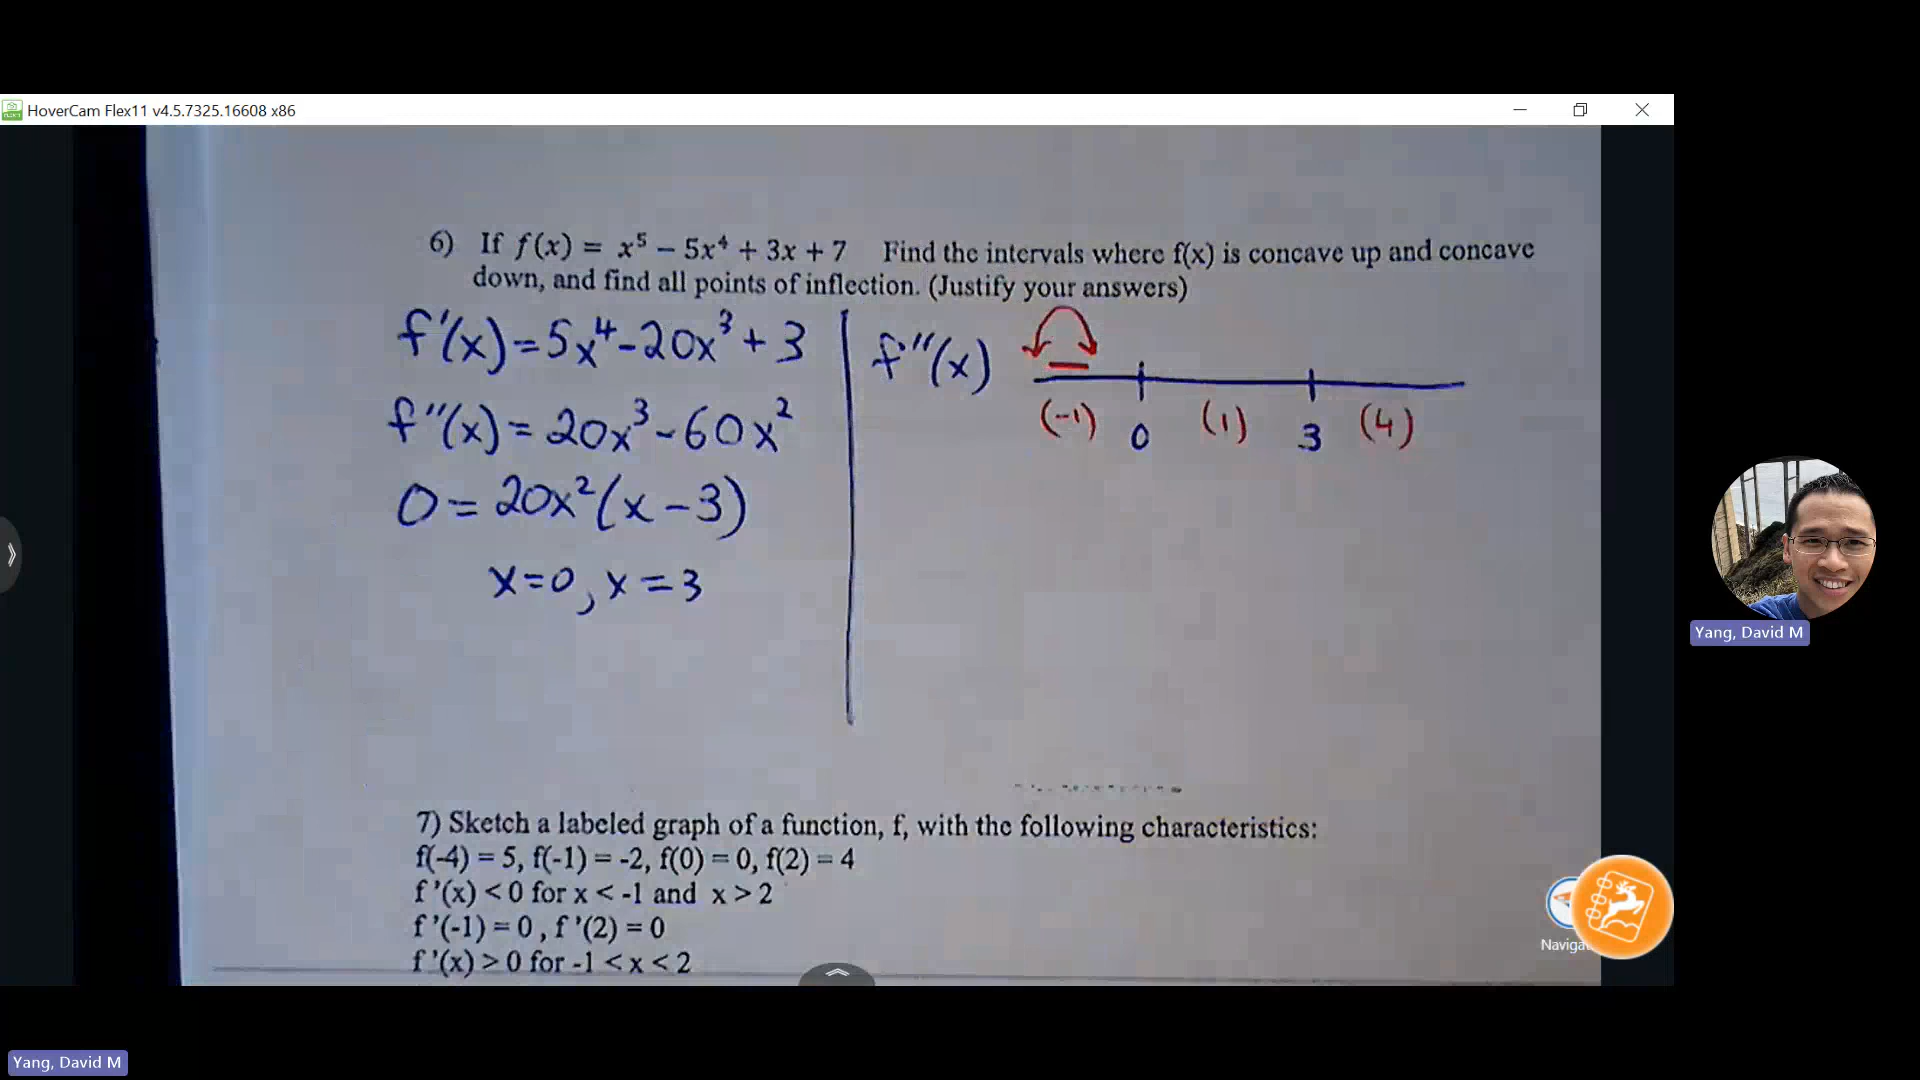 HoverCam Flex11 v4.5.7325.16608 x86
6) If f(x) = x⁵ − 5x⁴ + 3x + 7 Find the intervals where f(x) is concave up and concave
down, and find all points of inflection. (Justify your answers)
f'(x) = 5x⁴ - 20x³ + 3
f''(x) = 20x³ - 60x²
0 = 20x²(x - 3)
x = 0, x = 3
f''(x)
(-1) 0 (1) 3 (4)
7) Sketch a labeled graph of a function, f, with the following characteristics:
f(-4) = 5, f(-1) = -2, f(0) = 0, f(2) = 4
f '(x) < 0 for x < -1 and x > 2
f '(-1) = 0 , f '(2) = 0
f '(x) > 0 for -1 < x < 2
Yang, David M
Yang, David M